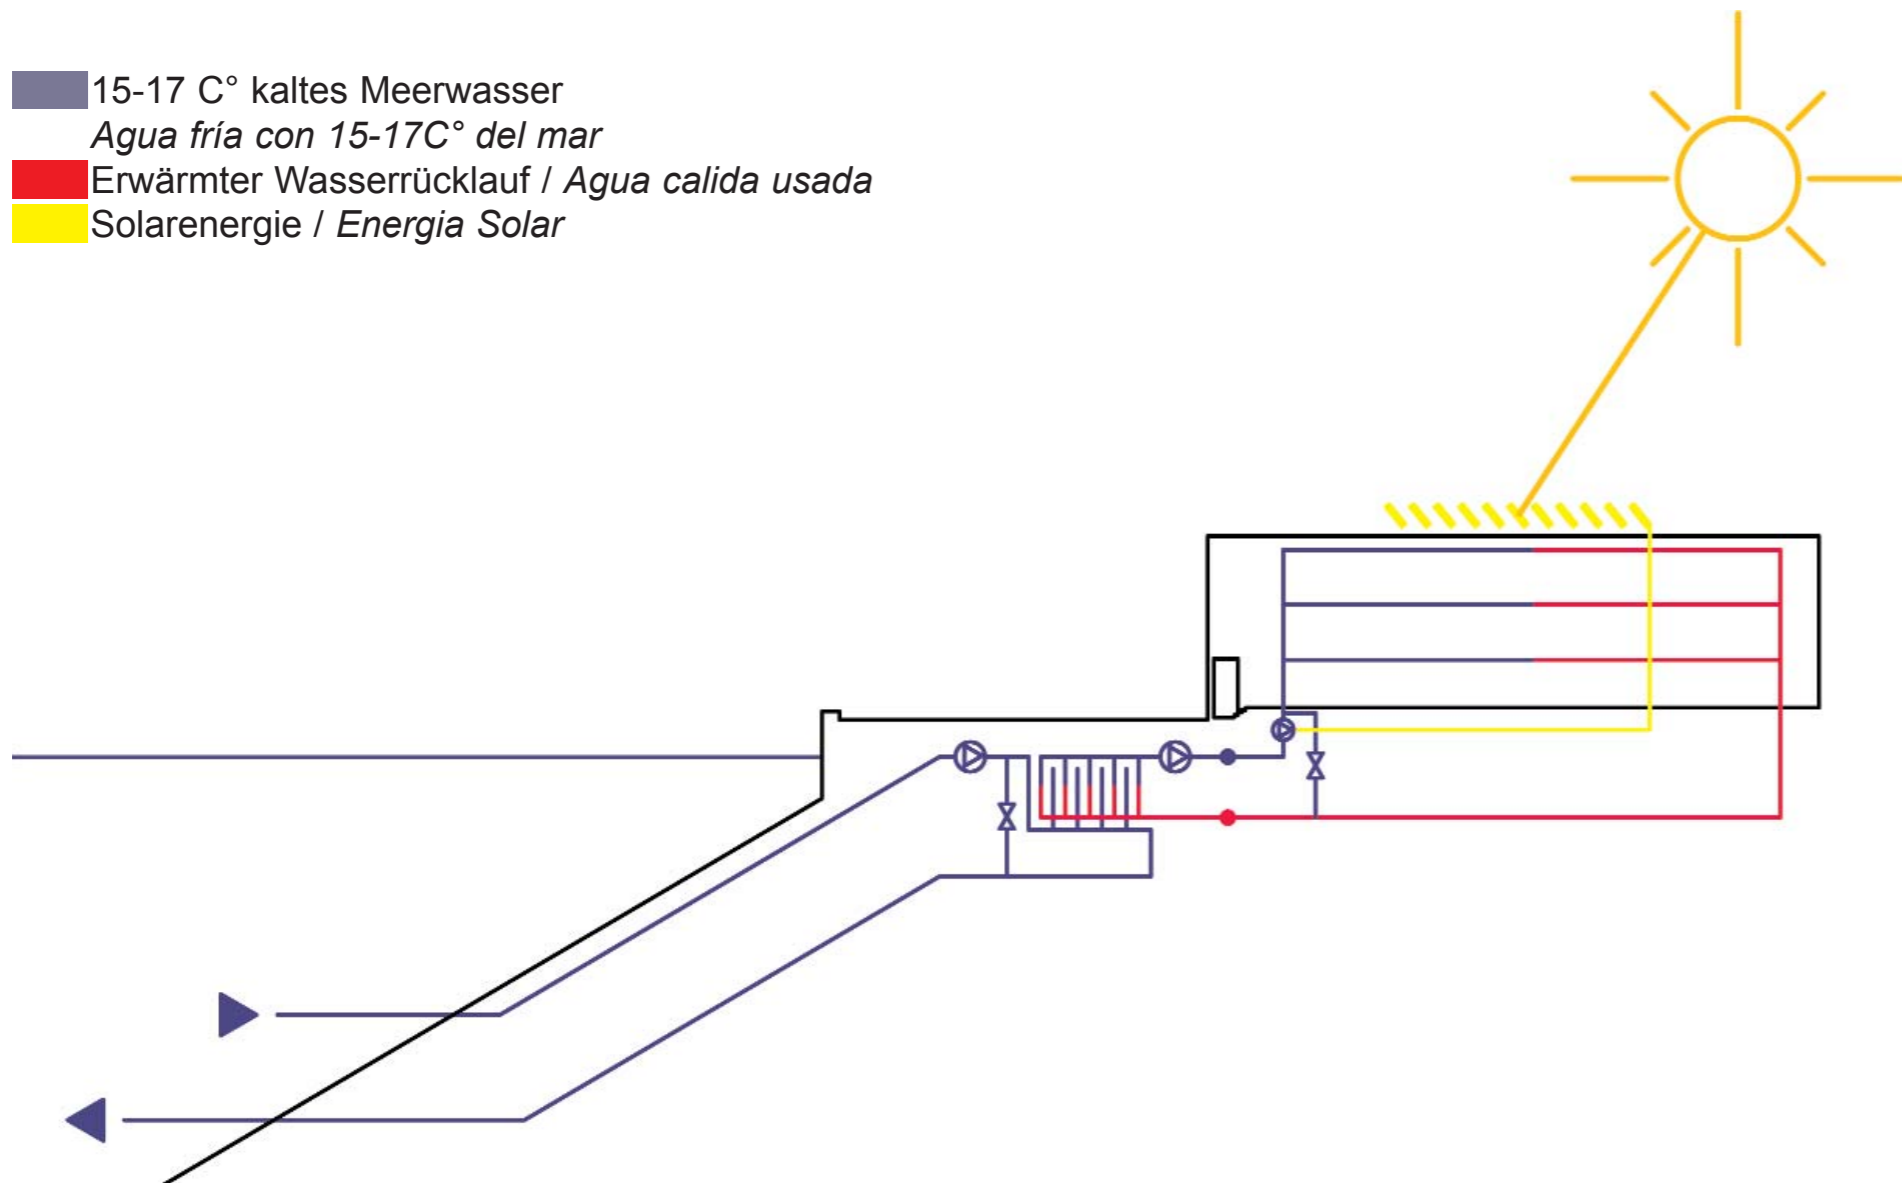 15-17 C° kaltes Meerwasser
Agua fría con 15-17C° del mar
Erwärmter Wasserrücklauf / Agua calida usada
Solarenergie / Energia Solar